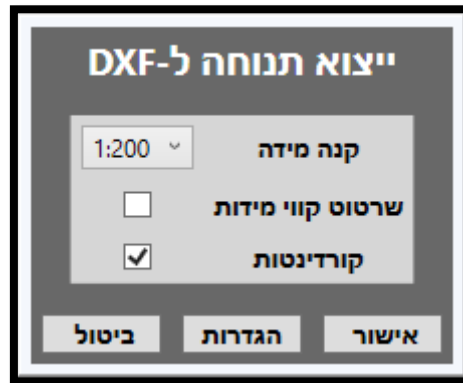 ייצוא תנוחה ל-DXF
קנה מידה 1:200
שרטוט קווי מידות
קורדינטות
אישור הגדרות ביטול